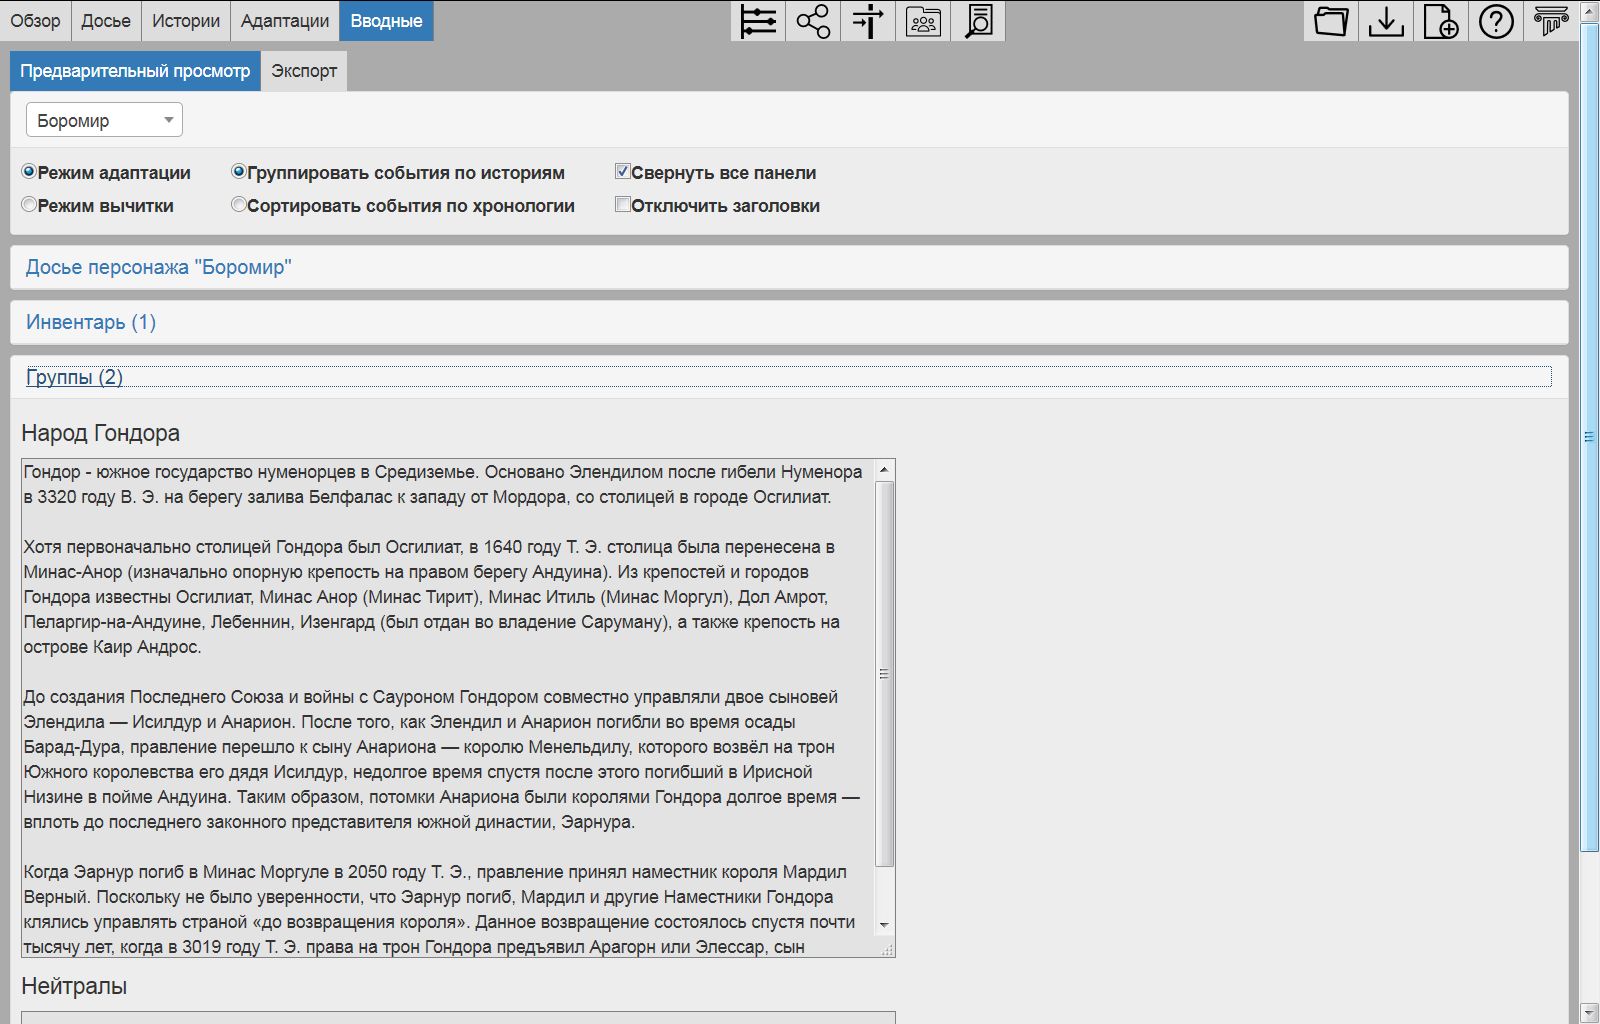 Обзор Досье Истории Адаптации Вводные
Предварительный просмотр Экспорт
Боромир
Режим адаптации Группировать события по историям Свернуть все панели
Режим вычитки Сортировать события по хронологии Отключить заголовки
Досье персонажа "Боромир"
Инвентарь (1)
Группы (2)
Народ Гондора
Гондор - южное государство нуменорцев в Средиземье. Основано Элендилом после гибели Нуменора
в 3320 году В. Э. на берегу залива Белфалас к западу от Мордора, со столицей в городе Осгилиат.
Хотя первоначально столицей Гондора был Осгилиат, в 1640 году Т. Э. столица была перенесена в
Минас-Анор (изначально опорную крепость на правом берегу Андуина). Из крепостей и городов
Гондора известны Осгилиат, Минас Анор (Минас Тирит), Минас Итиль (Минас Моргул), Дол Амрот,
Пеларгир-на-Андуине, Лебеннин, Изенгард (был отдан во владение Саруману), а также крепость на
острове Каир Андрос.
До создания Последнего Союза и войны с Сауроном Гондором совместно управляли двое сыновей
Элендила — Исилдур и Анарион. После того, как Элендил и Анарион погибли во время осады
Барад-Дура, правление перешло к сыну Анариона — королю Менельдилу, которого возвёл на трон
Южного королевства его дядя Исилдур, недолгое время спустя после этого погибший в Ирисной
Низине в пойме Андуина. Таким образом, потомки Анариона были королями Гондора долгое время —
вплоть до последнего законного представителя южной династии, Эарнура.
Когда Эарнур погиб в Минас Моргуле в 2050 году Т. Э., правление принял наместник короля Мардил
Верный. Поскольку не было уверенности, что Эарнур погиб, Мардил и другие Наместники Гондора
клялись управлять страной «до возвращения короля». Данное возвращение состоялось спустя почти
тысячу лет, когда в 3019 году Т. Э. права на трон Гондора предъявил Арагорн или Элессар, сын
Нейтралы